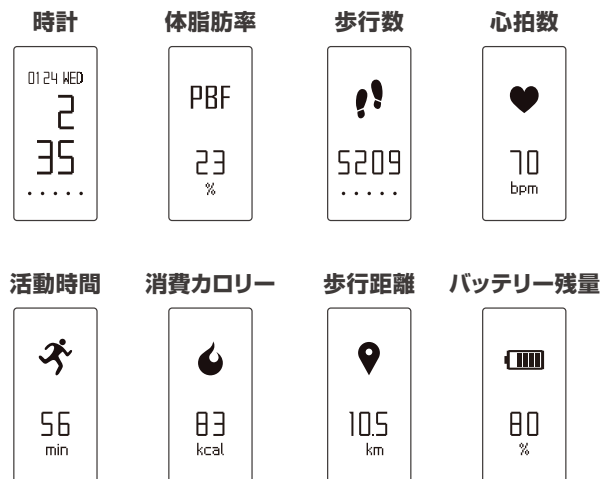 時計
01 24 WED
2
35
体脂肪率
PBF
23
%
歩行数
5209
心拍数
70
bpm
活動時間
56
min
消費カロリー
83
kcal
歩行距離
10.5
km
バッテリー残量
80
%